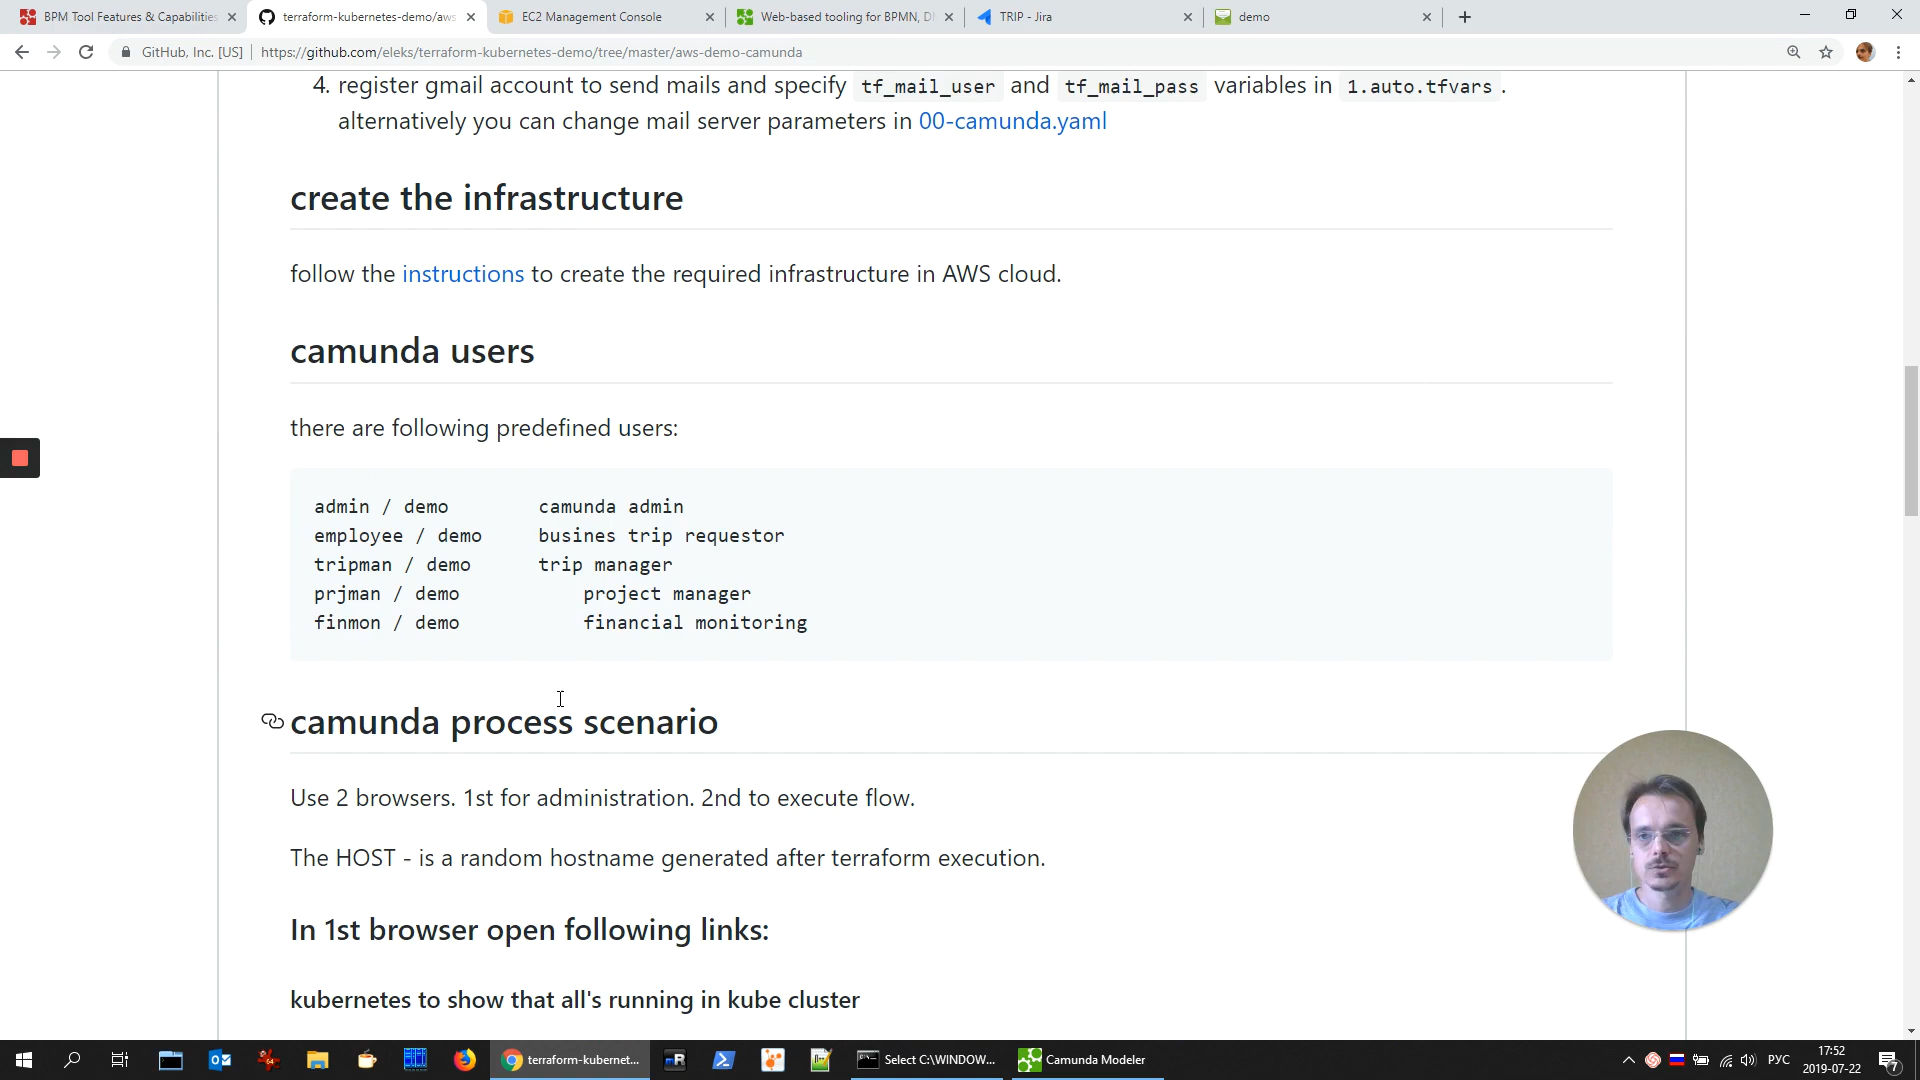 BPM Tool Features & Capabilities
terraform-kubernetes-demo/aws
EC2 Management Console
Web-based tooling for BPMN, D
TRIP - Jira
demo
GitHub, Inc. [US]
https://github.com/eleks/terraform-kubernetes-demo/tree/master/aws-demo-camunda
4. register gmail account to send mails and specify tf_mail_user and tf_mail_pass variables in 1.auto.tfvars.
alternatively you can change mail server parameters in 00-camunda.yaml
create the infrastructure
follow the instructions to create the required infrastructure in AWS cloud.
camunda users
there are following predefined users:
admin / demo camunda admin
employee / demo busines trip requestor
tripman / demo trip manager
prjman / demo project manager
finmon / demo financial monitoring
camunda process scenario
Use 2 browsers. 1st for administration. 2nd to execute flow.
The HOST - is a random hostname generated after terraform execution.
In 1st browser open following links:
kubernetes to show that all's running in kube cluster
terraform-kubernet...
Select C:\WINDOW...
Camunda Modeler
РУС
17:52
2019-07-22
7